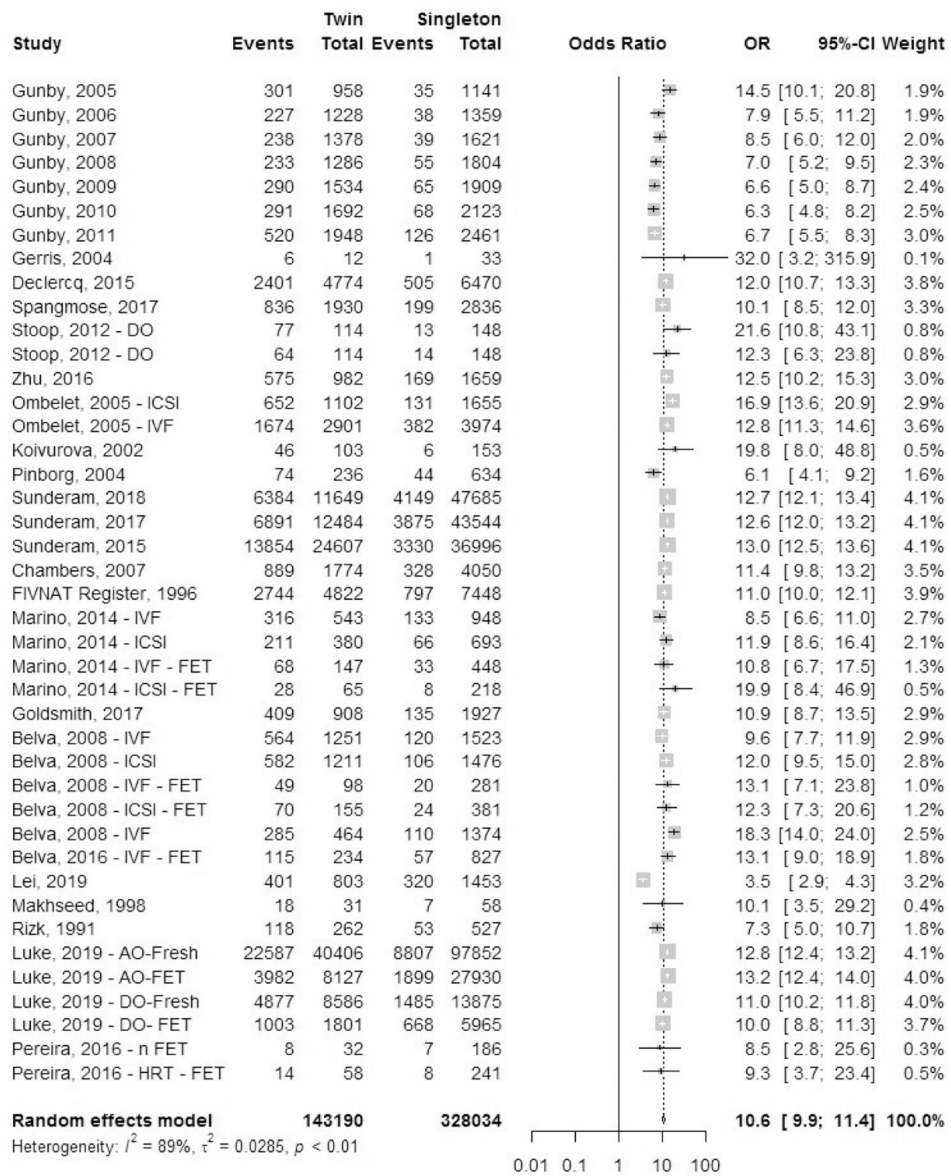 Twin Singleton
Study Events Total Events Total Odds Ratio OR 95%-CI Weight
Gunby, 2005 301 958 35 1141 14.5 [10.1; 20.8] 1.9%
Gunby, 2006 227 1228 38 1359 7.9 [ 5.5; 11.2] 1.9%
Gunby, 2007 238 1378 39 1621 8.5 [ 6.0; 12.0] 2.0%
Gunby, 2008 233 1286 55 1804 7.0 [ 5.2; 9.5] 2.3%
Gunby, 2009 290 1534 65 1909 6.6 [ 5.0; 8.7] 2.4%
Gunby, 2010 291 1692 68 2123 6.3 [ 4.8; 8.2] 2.5%
Gunby, 2011 520 1948 126 2461 6.7 [ 5.5; 8.3] 3.0%
Gerris, 2004 6 12 1 33 32.0 [ 3.2; 315.9] 0.1%
Declercq, 2015 2401 4774 505 6470 12.0 [10.7; 13.3] 3.8%
Spangmose, 2017 836 1930 199 2836 10.1 [ 8.5; 12.0] 3.3%
Stoop, 2012 - DO 77 114 13 148 21.6 [10.8; 43.1] 0.8%
Stoop, 2012 - DO 64 114 14 148 12.3 [ 6.3; 23.8] 0.8%
Zhu, 2016 575 982 169 1659 12.5 [10.2; 15.3] 3.0%
Ombelet, 2005 - ICSI 652 1102 131 1655 16.9 [13.6; 20.9] 2.9%
Ombelet, 2005 - IVF 1674 2901 382 3974 12.8 [11.3; 14.6] 3.6%
Koivurova, 2002 46 103 6 153 19.8 [ 8.0; 48.8] 0.5%
Pinborg, 2004 74 236 44 634 6.1 [ 4.1; 9.2] 1.6%
Sunderam, 2018 6384 11649 4149 47685 12.7 [12.1; 13.4] 4.1%
Sunderam, 2017 6891 12484 3875 43544 12.6 [12.0; 13.2] 4.1%
Sunderam, 2015 13854 24607 3330 36996 13.0 [12.5; 13.6] 4.1%
Chambers, 2007 889 1774 328 4050 11.4 [ 9.8; 13.2] 3.5%
FIVNAT Register, 1996 2744 4822 797 7448 11.0 [10.0; 12.1] 3.9%
Marino, 2014 - IVF 316 543 133 948 8.5 [ 6.6; 11.0] 2.7%
Marino, 2014 - ICSI 211 380 66 693 11.9 [ 8.6; 16.4] 2.1%
Marino, 2014 - IVF - FET 68 147 33 448 10.8 [ 6.7; 17.5] 1.3%
Marino, 2014 - ICSI - FET 28 65 8 218 19.9 [ 8.4; 46.9] 0.5%
Goldsmith, 2017 409 908 135 1927 10.9 [ 8.7; 13.5] 2.9%
Belva, 2008 - IVF 564 1251 120 1523 9.6 [ 7.7; 11.9] 2.9%
Belva, 2008 - ICSI 582 1211 106 1476 12.0 [ 9.5; 15.0] 2.8%
Belva, 2008 - IVF - FET 49 98 20 281 13.1 [ 7.1; 23.8] 1.0%
Belva, 2008 - ICSI - FET 70 155 24 381 12.3 [ 7.3; 20.6] 1.2%
Belva, 2008 - IVF 285 464 110 1374 18.3 [14.0; 24.0] 2.5%
Belva, 2016 - IVF - FET 115 234 57 827 13.1 [ 9.0; 18.9] 1.8%
Lei, 2019 401 803 320 1453 3.5 [ 2.9; 4.3] 3.2%
Makhseed, 1998 18 31 7 58 10.1 [ 3.5; 29.2] 0.4%
Rizk, 1991 118 262 53 527 7.3 [ 5.0; 10.7] 1.8%
Luke, 2019 - AO-Fresh 22587 40406 8807 97852 12.8 [12.4; 13.2] 4.1%
Luke, 2019 - AO-FET 3982 8127 1899 27930 13.2 [12.4; 14.0] 4.0%
Luke, 2019 - DO-Fresh 4877 8586 1485 13875 11.0 [10.2; 11.8] 4.0%
Luke, 2019 - DO- FET 1003 1801 668 5965 10.0 [ 8.8; 11.3] 3.7%
Pereira, 2016 - n FET 8 32 7 186 8.5 [ 2.8; 25.6] 0.3%
Pereira, 2016 - HRT - FET 14 58 8 241 9.3 [ 3.7; 23.4] 0.5%
Random effects model 143190 328034 10.6 [ 9.9; 11.4] 100.0%
Heterogeneity: I² = 89%, τ² = 0.0285, p < 0.01
0.01 0.1 1 10 100